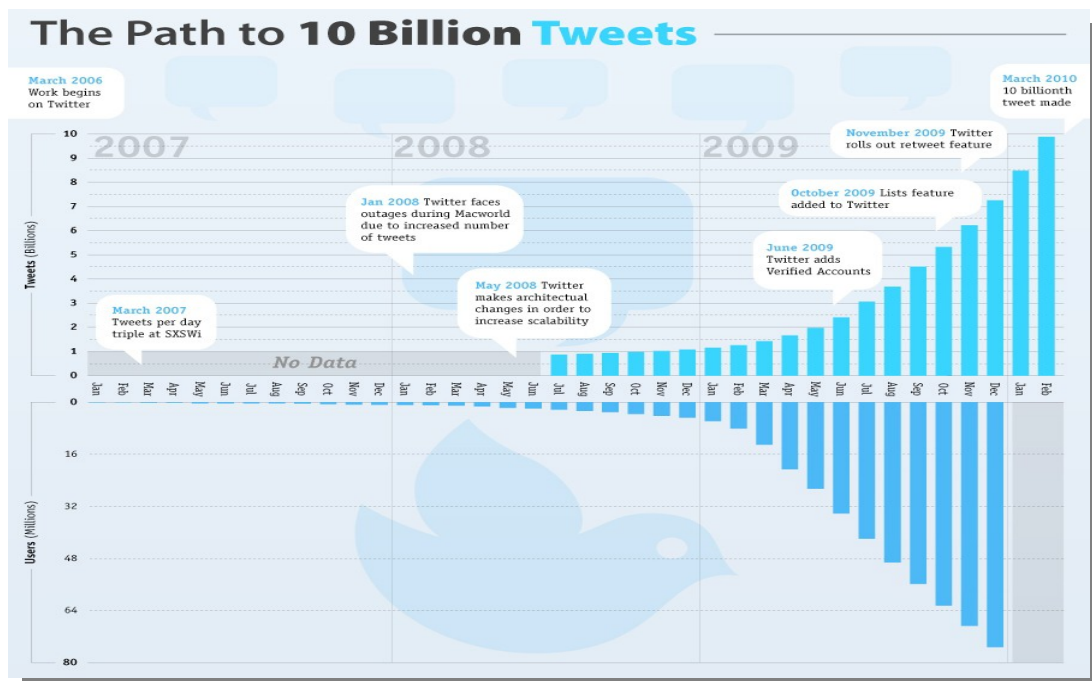 The Path to 10 Billion Tweets
March 2006
Work begins
on Twitter
March 2010
10 billionth
tweet made
2007
2008
2009
November 2009 Twitter
rolls out retweet feature
October 2009 Lists feature
added to Twitter
Jan 2008 Twitter faces
outages during Macworld
due to increased number
of tweets
June 2009
Twitter adds
Verified Accounts
May 2008 Twitter
makes architectual
changes in order to
increase scalability
March 2007
Tweets per day
triple at SXSWi
No Data
Tweets (Billions)
10
9
8
7
6
5
4
3
2
1
0
Jan Feb Mar Apr May Jun Jul Aug Sep Oct Nov Dec Jan Feb Mar Apr May Jun Jul Aug Sep Oct Nov Dec Jan Feb Mar Apr May Jun Jul Aug Sep Oct Nov Dec Jan Feb
Users (Millions)
0
16
32
48
64
80